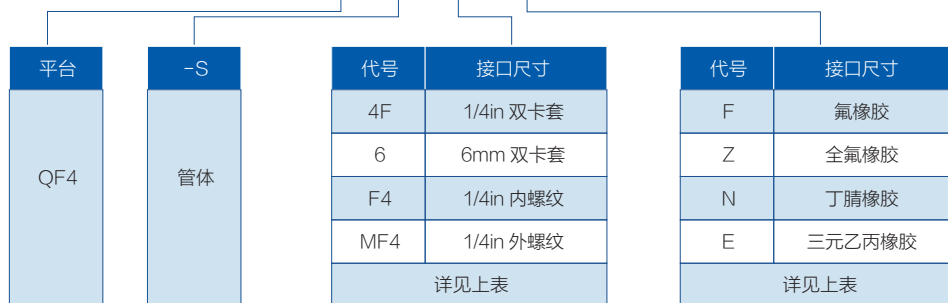 平台
QF4
-S
管体
代号 接口尺寸
4F 1/4in 双卡套
6 6mm 双卡套
F4 1/4in 内螺纹
MF4 1/4in 外螺纹
详见上表
代号 接口尺寸
F 氟橡胶
Z 全氟橡胶
N 丁腈橡胶
E 三元乙丙橡胶
详见上表